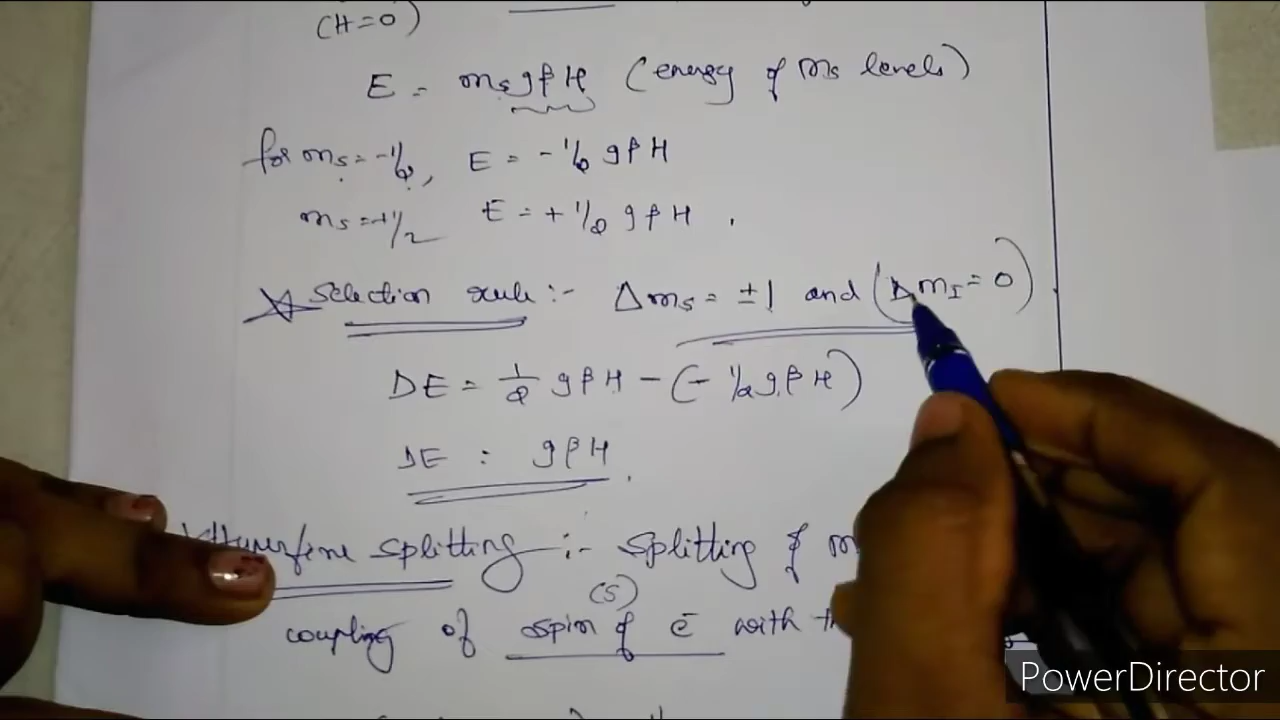 (H=0)
E = msgβH (energy of ms levels)
for ms = -1/2, E = -1/2 gβH
ms = +1/2 E = + 1/2 gβH .
Selection rule :- Δms = ±1 and (ΔmI = 0)
DE = 1/2 gβH - (- 1/2 gβH)
ΔE : gβH .
*Hyperfine splitting :- Splitting of m
(S)
coupling of spin of ē with th
PowerDirector